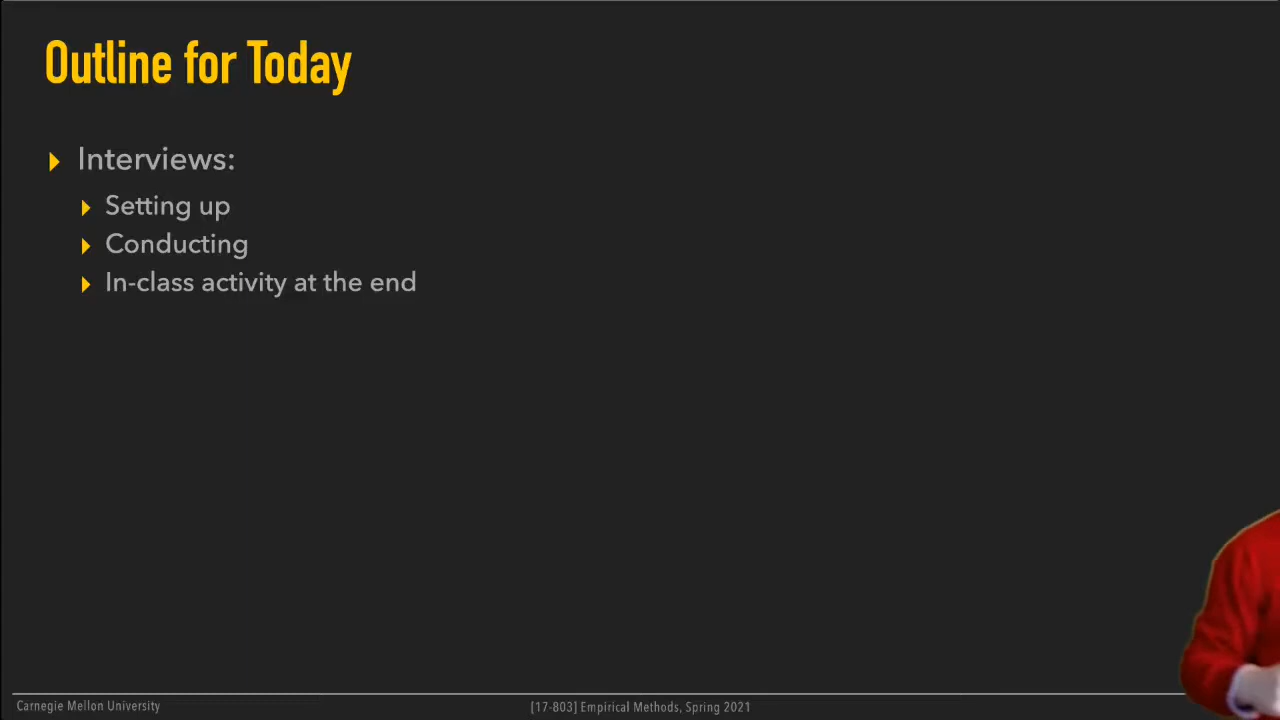 Outline for Today
Interviews:
Setting up
Conducting
In-class activity at the end
Carnegie Mellon University
[17-803] Empirical Methods, Spring 2021